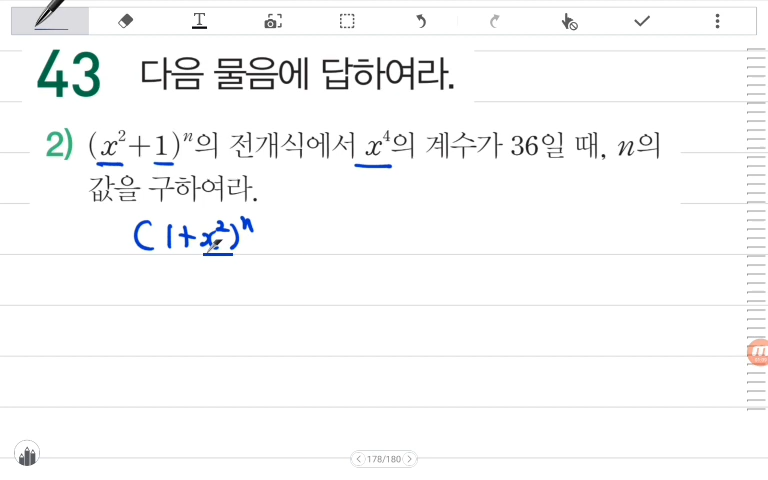 T
43 다음 물음에 답하여라.
2) (x²+1)ⁿ의 전개식에서 x⁴의 계수가 36일 때, n의
값을 구하여라.
(1+x²)ⁿ
178/180